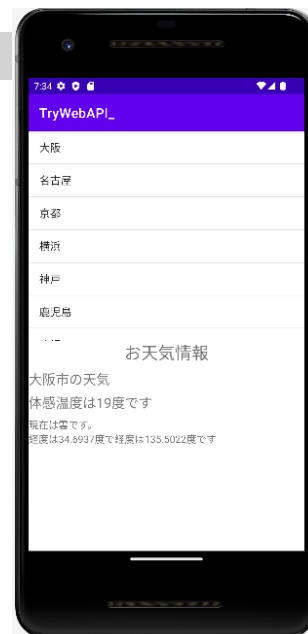 7:34
TryWebAPI_
大阪
名古屋
京都
横浜
神戸
鹿児島
お天気情報
大阪市の天気
体感温度は19度です
現在は雲です。
経度は34.6937度で経度は135.5022度です